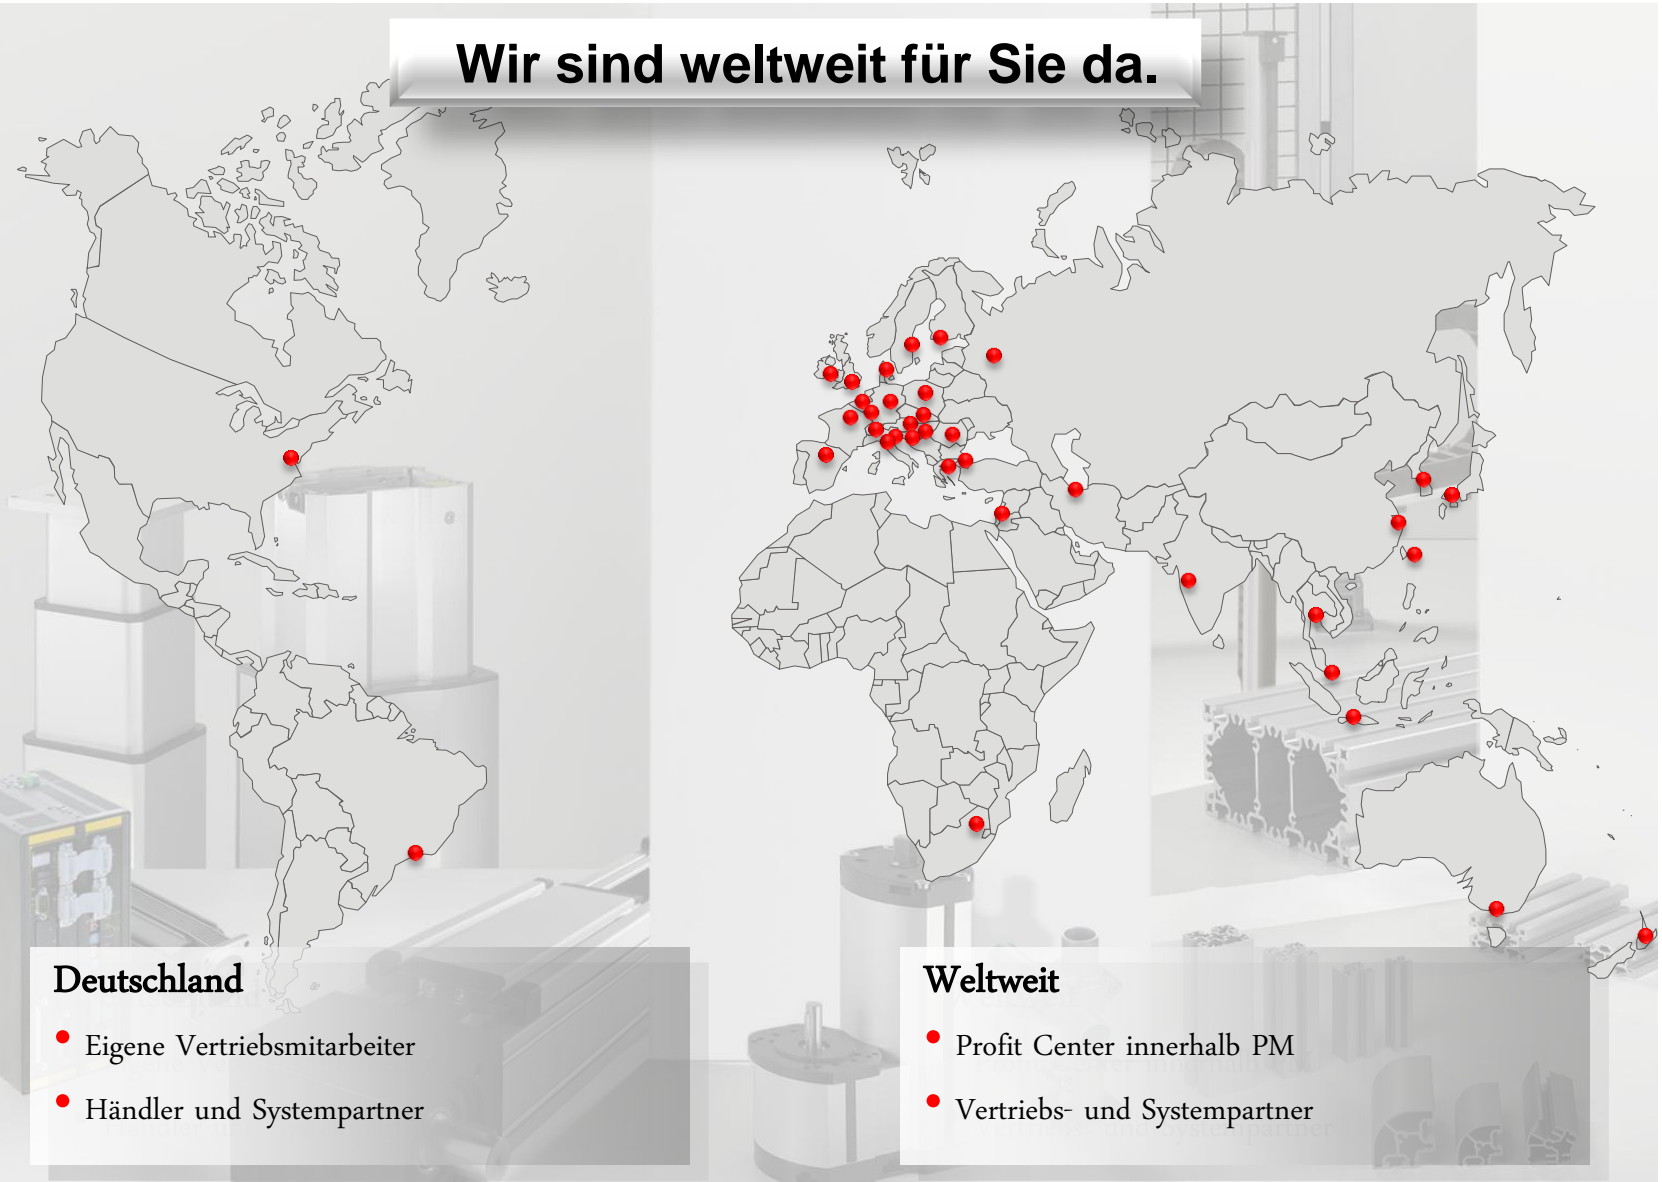 Wir sind weltweit für Sie da.
Deutschland
• Eigene Vertriebsmitarbeiter
• Händler und Systempartner
Weltweit
• Profit Center innerhalb PM
• Vertriebs- und Systempartner